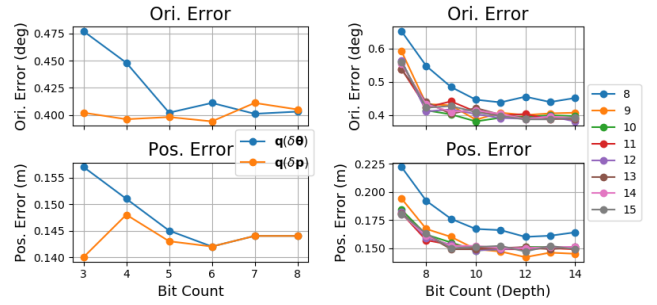 Ori. Error
Ori. Error (deg)
0.475
0.450
0.425
0.400
q(δθ)
q(δp)
Pos. Error
Pos. Error (m)
0.155
0.150
0.145
0.140
3 4 5 6 7 8
Bit Count
Ori. Error
Ori. Error (deg)
0.6
0.5
0.4
Pos. Error
Pos. Error (m)
0.225
0.200
0.175
0.150
8 10 12 14
Bit Count (Depth)
8
9
10
11
12
13
14
15